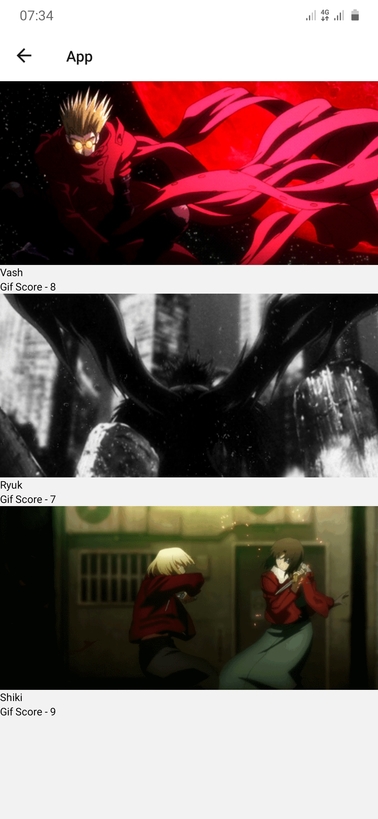 07:34
4G
App
Vash
Gif Score - 8
Ryuk
Gif Score - 7
Shiki
Gif Score - 9